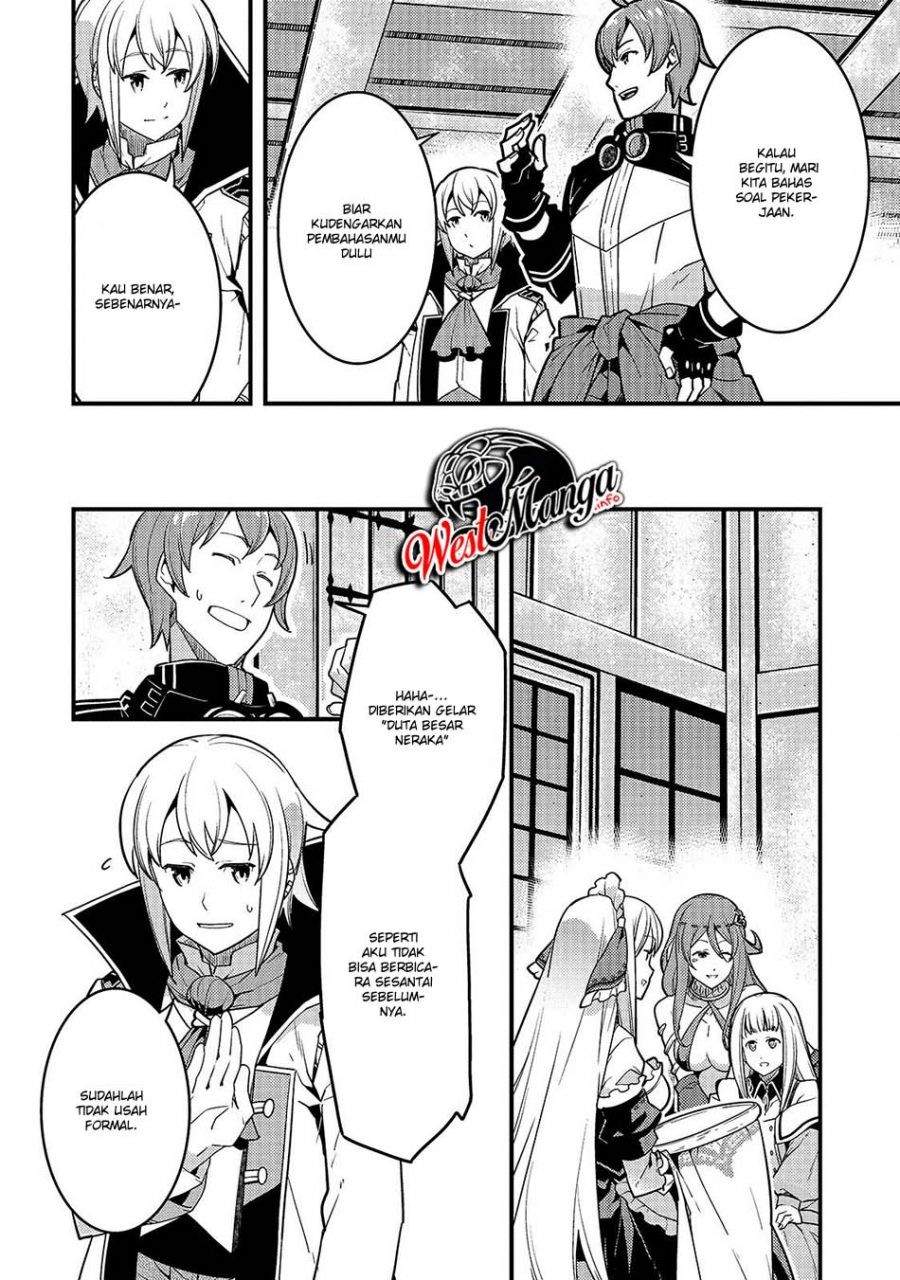 KALAU
BEGITU, MARI
KITA BAHAS
SOAL PEKER-
JAAN.
BIAR
KUDENGARKAN
PEMBAHASANMU
DULU
KAU BENAR,
SEBENARNYA-
WestManga
.info
HAHA-...
DIBERIKAN GELAR
"DUTA BESAR
NERAKA"
SEPERTI
AKU TIDAK
BISA BERBICA-
RA SESANTAI
SEBELUM-
NYA.
SUDAHLAH
TIDAK USAH
FORMAL.